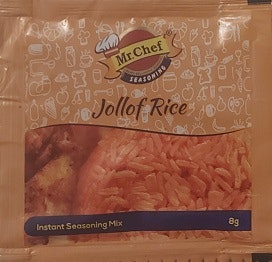 Mr.Chef
SEASONING
Jollof Rice
Instant Seasoning Mix
8g